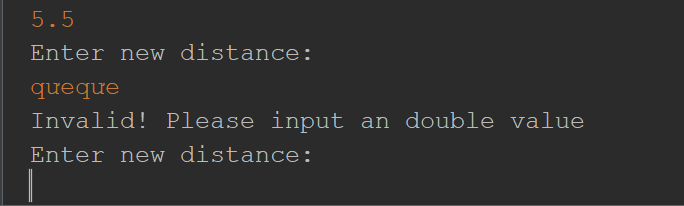 5.5
Enter new distance:
queque
Invalid! Please input an double value
Enter new distance: